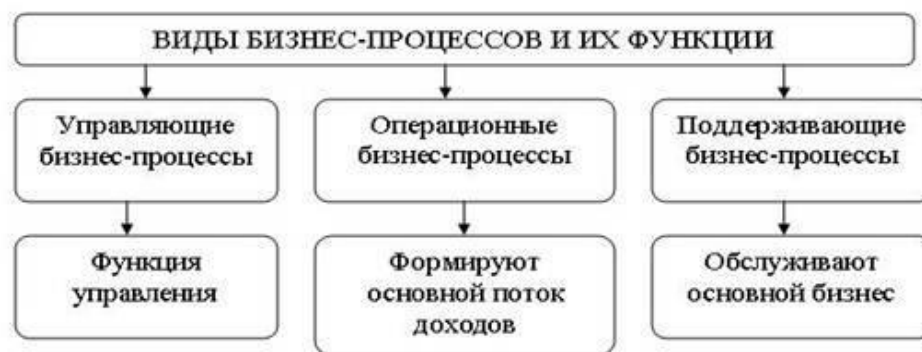 ВИДЫ БИЗНЕС-ПРОЦЕССОВ И ИХ ФУНКЦИИ
Управляющие
бизнес-процессы
Операционные
бизнес-процессы
Поддерживающие
бизнес-процессы
Функция
управления
Формируют
основной поток
доходов
Обслуживают
основной бизнес